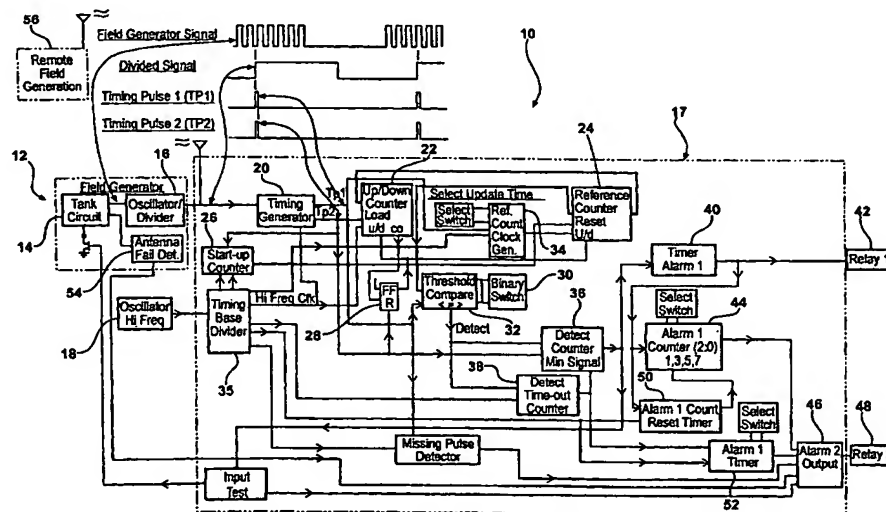 56
Field Generator Signal
Remote
Field
Generation
Divided Signal
10
Timing Pulse 1 (TP1)
Timing Pulse 2 (TP2)
22
24
17
12
16
20
Tp1
Field Generator
Tank
Circuit
Oscillator/
Divider
Timing
Generator
Tp2
Up/Down
Counter
Load
u/d co
Select Update Time
Select
Switch
Ref.
Count
Clock
Gen.
34
Reference
Counter
Reset
U/d
40
Timer
Alarm 1
42
Relay 1
14
26
Antenna
Fail Det.
54
Start-up
Counter
Oscillator
Hi Freq
18
Timing
Base
Divider
35
Hi Freq Clk
FF
R
28
Threshold
Compare
< = >
32
Binary
Switch
30
Detect
36
Detect
Counter
Min Signal
38
Detect
Time-out
Counter
Select
Switch
44
Alarm 1
Counter (2:0)
1,3,5,7
50
Alarm 1 Count
Reset Timer
Select
Switch
46
48
Missing Pulse
Detector
Alarm 1
Timer
52
Alarm 2
Output
Relay 2
Input
Test